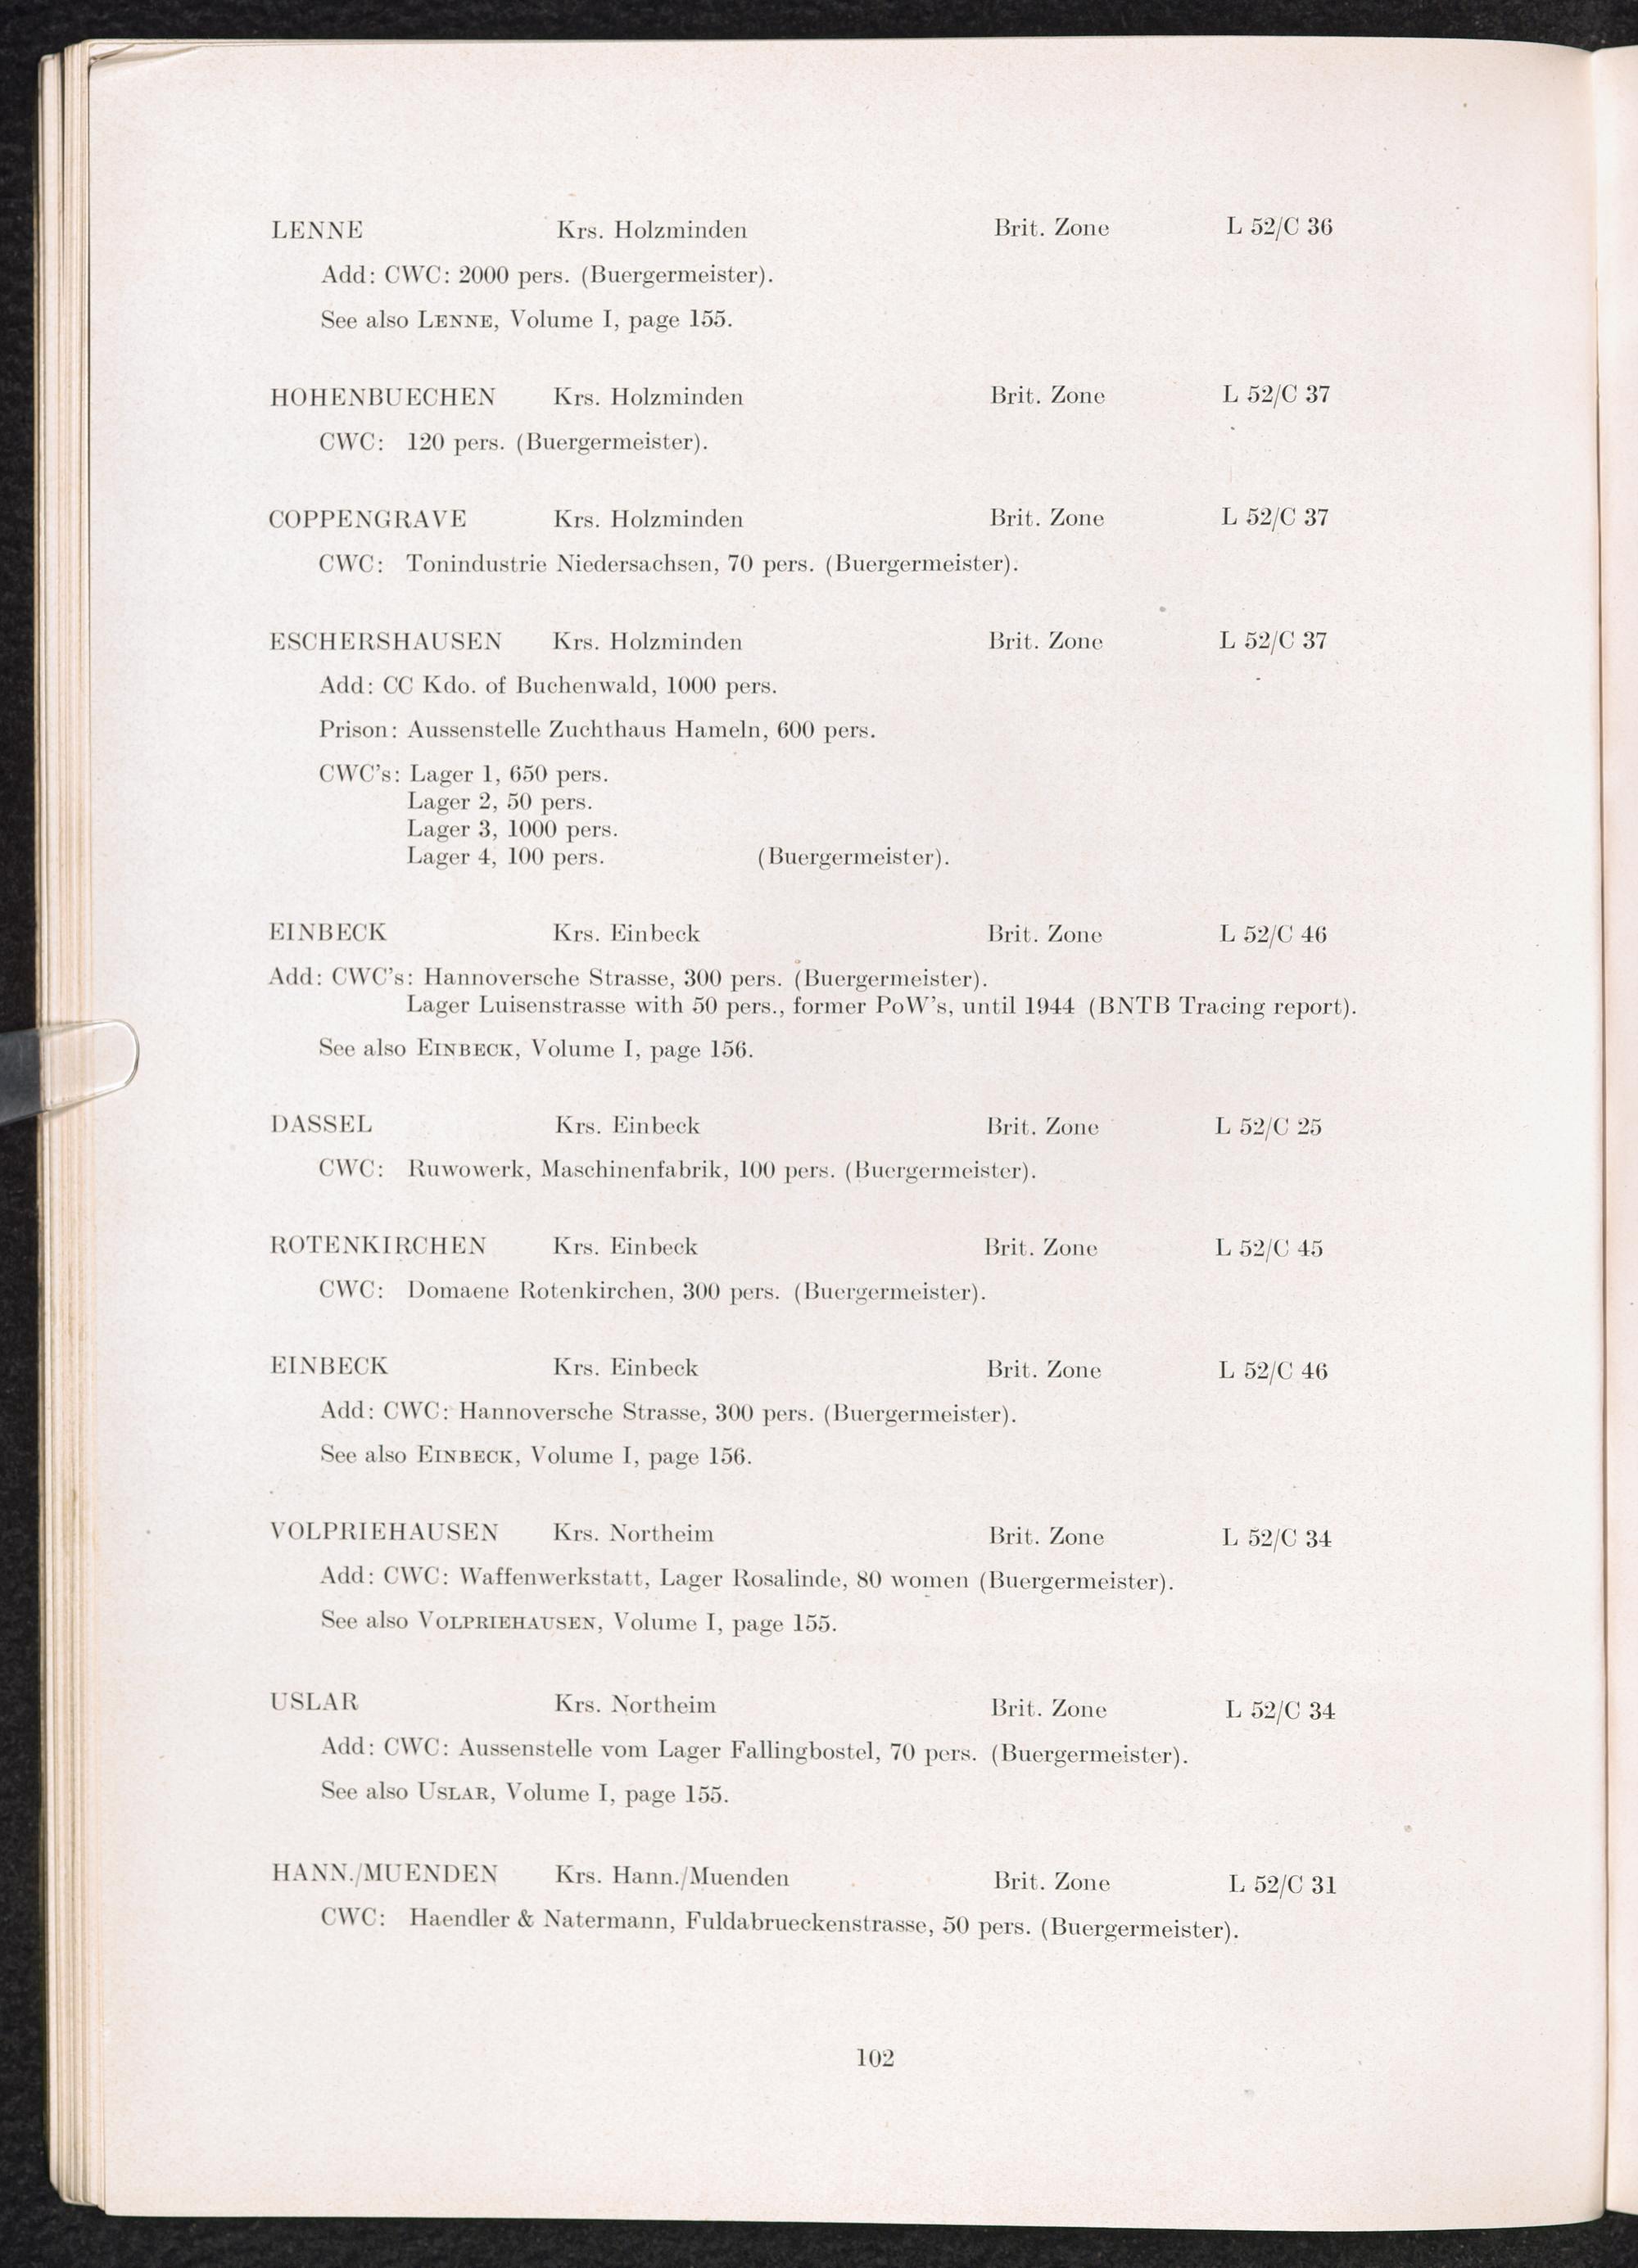 LENNE Krs. Holzminden Brit. Zone L 52/C 36
Add: CWC: 2000 pers. (Buergermeister).
See also LENNE, Volume I, page 155.
HOHENBUECHEN Krs. Holzminden Brit. Zone L 52/C 37
CWC: 120 pers. (Buergermeister).
COPPENGRAVE Krs. Holzminden Brit. Zone L 52/C 37
CWC: Tonindustrie Niedersachsen, 70 pers. (Buergermeister).
ESCHERSHAUSEN Krs. Holzminden Brit. Zone L 52/C 37
Add: CC Kdo. of Buchenwald, 1000 pers.
Prison: Aussenstelle Zuchthaus Hameln, 600 pers.
CWC's: Lager 1, 650 pers.
Lager 2, 50 pers.
Lager 3, 1000 pers.
Lager 4, 100 pers. (Buergermeister).
EINBECK Krs. Einbeck Brit. Zone L 52/C 46
Add: CWC's: Hannoversche Strasse, 300 pers. (Buergermeister).
Lager Luisenstrasse with 50 pers., former PoW's, until 1944 (BNTB Tracing report).
See also EINBECK, Volume I, page 156.
DASSEL Krs. Einbeck Brit. Zone L 52/C 25
CWC: Ruwowerk, Maschinenfabrik, 100 pers. (Buergermeister).
ROTENKIRCHEN Krs. Einbeck Brit. Zone L 52/C 45
CWC: Domaene Rotenkirchen, 300 pers. (Buergermeister).
EINBECK Krs. Einbeck Brit. Zone L 52/C 46
Add: CWC: Hannoversche Strasse, 300 pers. (Buergermeister).
See also EINBECK, Volume I, page 156.
VOLPRIEHAUSEN Krs. Northeim Brit. Zone L 52/C 34
Add: CWC: Waffenwerkstatt, Lager Rosalinde, 80 women (Buergermeister).
See also VOLPRIEHAUSEN, Volume I, page 155.
USLAR Krs. Northeim Brit. Zone L 52/C 34
Add: CWC: Aussenstelle vom Lager Fallingbostel, 70 pers. (Buergermeister).
See also USLAR, Volume I, page 155.
HANN./MUENDEN Krs. Hann./Muenden Brit. Zone L 52/C 31
CWC: Haendler & Natermann, Fuldabrueckenstrasse, 50 pers. (Buergermeister).
102